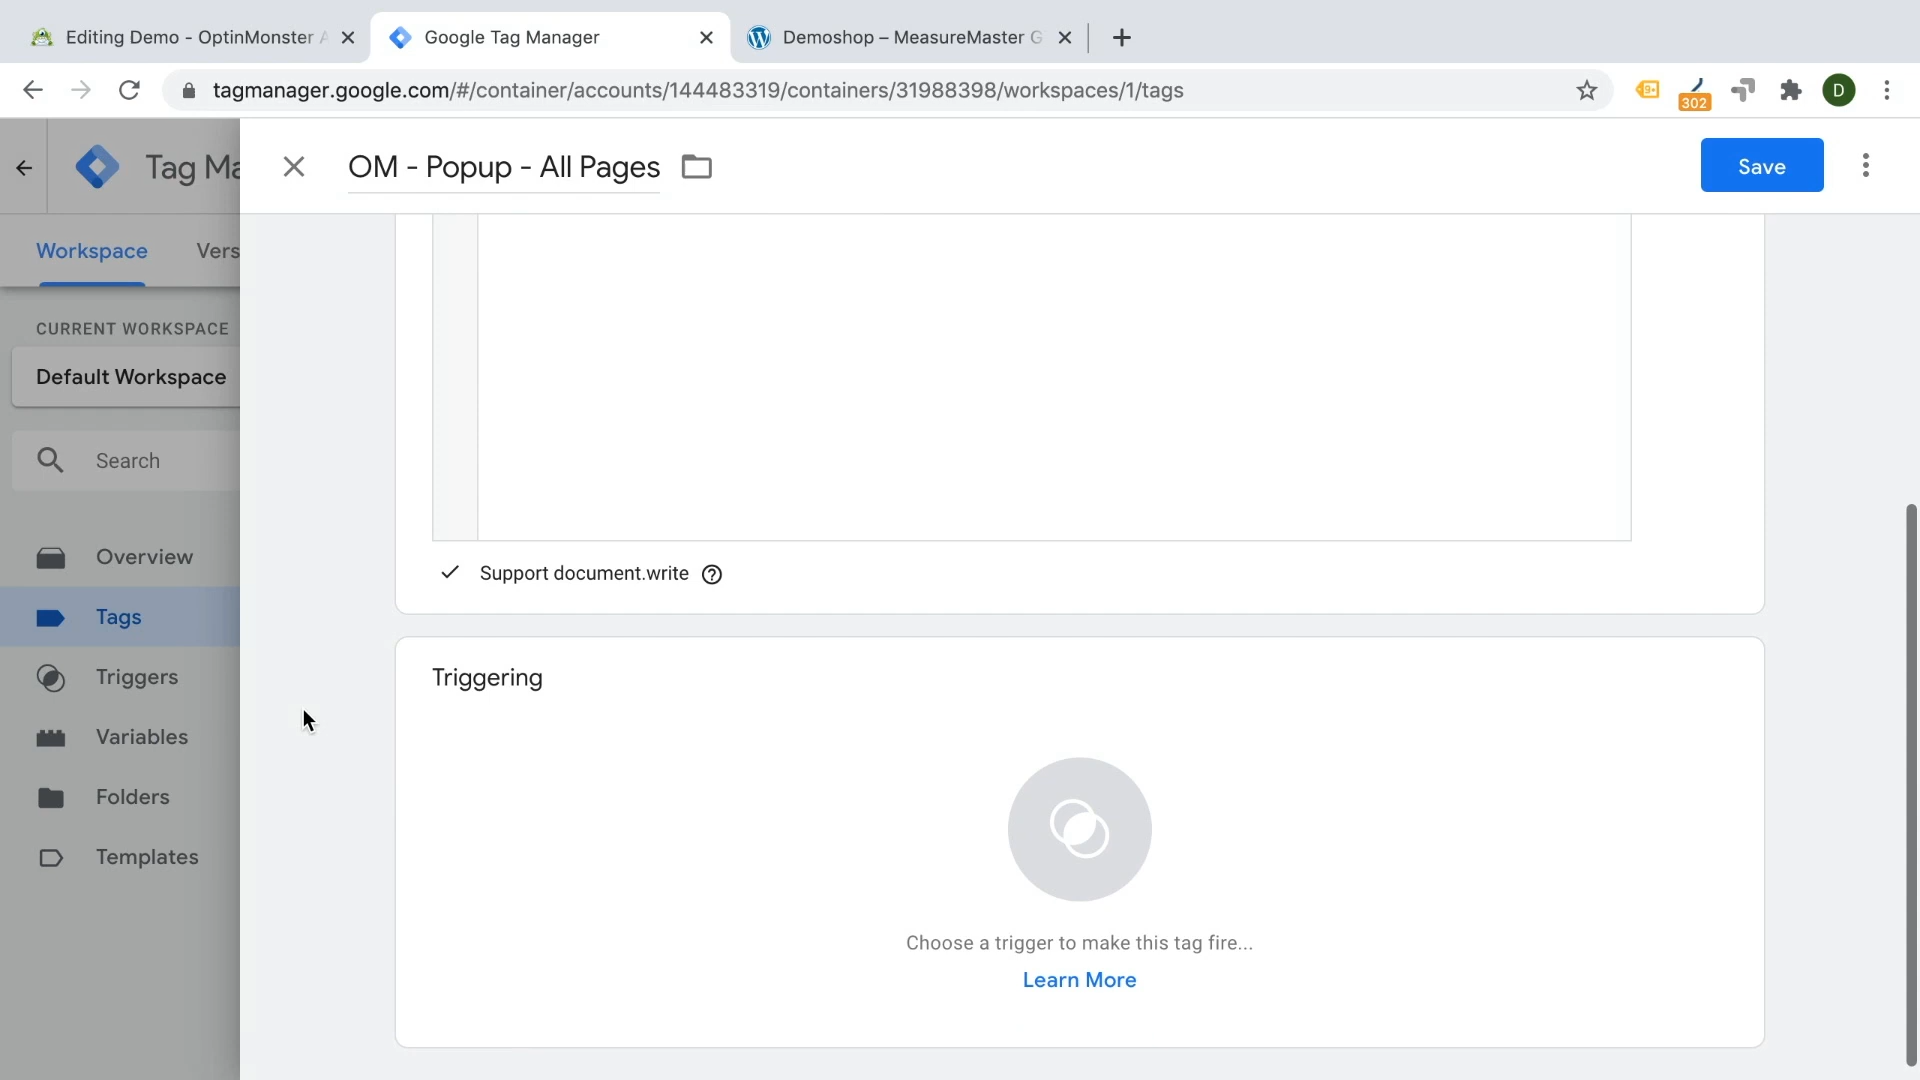 Editing Demo - OptinMonster
Google Tag Manager
Demoshop – MeasureMaster G
tagmanager.google.com/#/container/accounts/144483319/containers/31988398/workspaces/1/tags
9+
302
D
Tag Ma
OM - Popup - All Pages
Save
Workspace
Vers
CURRENT WORKSPACE
Default Workspace
Search
Overview
Tags
Triggers
Variables
Folders
Templates
Support document.write
Triggering
Choose a trigger to make this tag fire...
Learn More